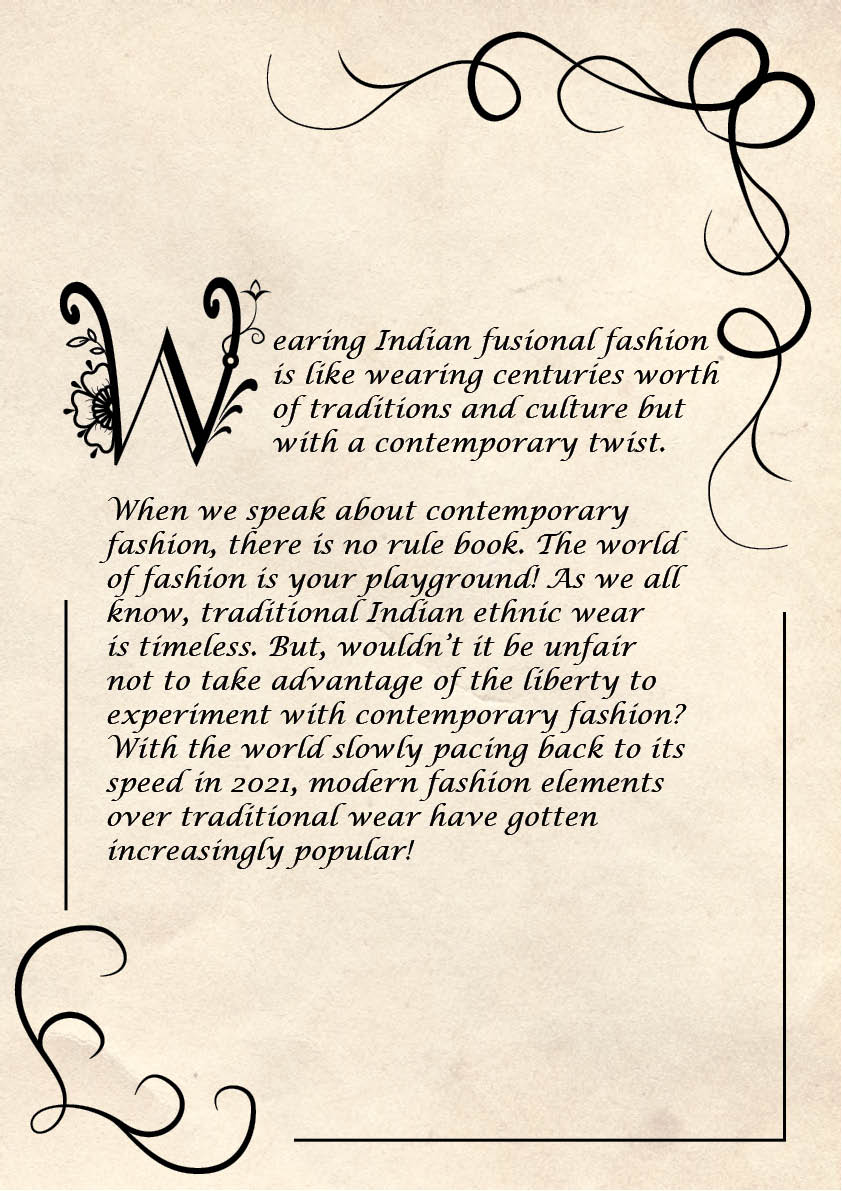 Wearing Indian fusional fashion
is like wearing centuries worth
of traditions and culture but
with a contemporary twist.
When we speak about contemporary
fashion, there is no rule book. The world
of fashion is your playground! As we all
know, traditional Indian ethnic wear
is timeless. But, wouldn't it be unfair
not to take advantage of the liberty to
experiment with contemporary fashion?
With the world slowly pacing back to its
speed in 2021, modern fashion elements
over traditional wear have gotten
increasingly popular!